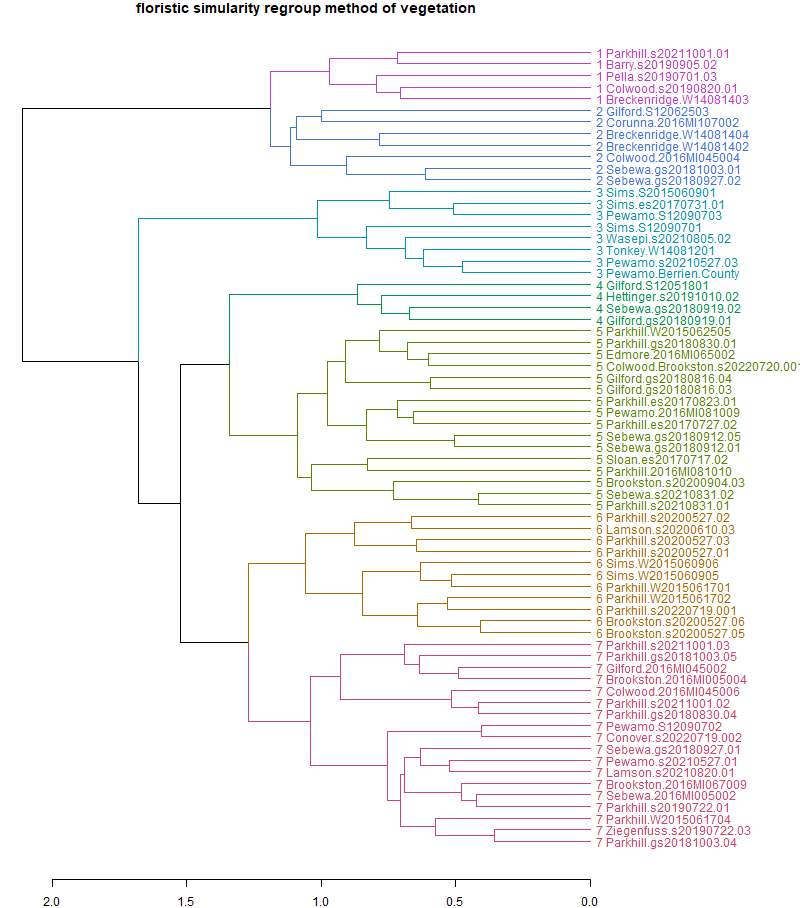 floristic simularity regroup method of vegetation
1 Parkhill.s20211001.01
1 Barry.s20190905.02
1 Pella.s20190701.03
1 Colwood.s20190820.01
1 Breckenridge.W14081403
2 Gilford.S12062503
2 Corunna.2016MI107002
2 Breckenridge.W14081404
2 Breckenridge.W14081402
2 Colwood.2016MI045004
2 Sebewa.gs20181003.01
2 Sebewa.gs20180927.02
3 Sims.S2015060901
3 Sims.es20170731.01
3 Pewamo.S12090703
3 Sims.S12090701
3 Wasepi.s20210805.02
3 Tonkey.W14081201
3 Pewamo.s20210527.03
3 Pewamo.Berrien.County
4 Gilford.S12051801
4 Hettinger.s20191010.02
4 Sebewa.gs20180919.02
4 Gilford.gs20180919.01
5 Parkhill.W2015062505
5 Parkhill.gs20180830.01
5 Edmore.2016MI065002
5 Colwood.Brookston.s20220720.001
5 Gilford.gs20180816.04
5 Gilford.gs20180816.03
5 Parkhill.es20170823.01
5 Pewamo.2016MI081009
5 Parkhill.es20170727.02
5 Sebewa.gs20180912.05
5 Sebewa.gs20180912.01
5 Sloan.es20170717.02
5 Parkhill.2016MI081010
5 Brookston.s20200904.03
5 Sebewa.s20210831.02
5 Parkhill.s20210831.01
6 Parkhill.s20200527.02
6 Lamson.s20200610.03
6 Parkhill.s20200527.03
6 Parkhill.s20200527.01
6 Sims.W2015060906
6 Sims.W2015060905
6 Parkhill.W2015061701
6 Parkhill.W2015061702
6 Parkhill.s20220719.001
6 Brookston.s20200527.06
6 Brookston.s20200527.05
7 Parkhill.s20211001.03
7 Parkhill.gs20181003.05
7 Gilford.2016MI045002
7 Brookston.2016MI005004
7 Colwood.2016MI045006
7 Parkhill.s20211001.02
7 Parkhill.gs20180830.04
7 Pewamo.S12090702
7 Conover.s20220719.002
7 Sebewa.gs20180927.01
7 Pewamo.s20210527.01
7 Lamson.s20210820.01
7 Brookston.2016MI067009
7 Sebewa.2016MI005002
7 Parkhill.s20190722.01
7 Parkhill.W2015061704
7 Ziegenfuss.s20190722.03
7 Parkhill.gs20181003.04
2.0 1.5 1.0 0.5 0.0